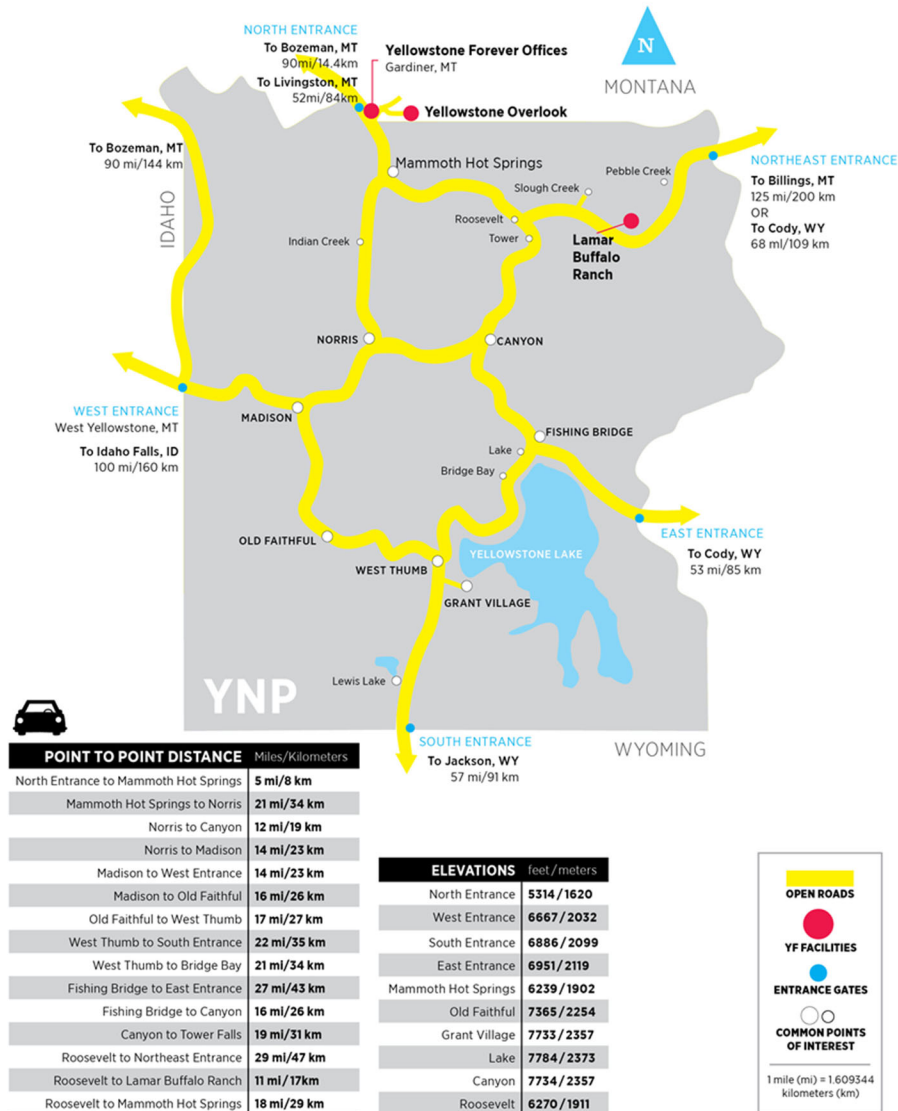 NORTH ENTRANCE
To Bozeman, MT
90mi/14.4km
To Livingston, MT
52mi/84km
Yellowstone Forever Offices
Gardiner, MT
Yellowstone Overlook
N
MONTANA
To Bozeman, MT
90 mi/144 km
IDAHO
Mammoth Hot Springs
Slough Creek
Pebble Creek
NORTHEAST ENTRANCE
To Billings, MT
125 mi/200 km
OR
To Cody, WY
68 ml/109 km
Roosevelt
Tower
Indian Creek
Lamar
Buffalo
Ranch
NORRIS
CANYON
WEST ENTRANCE
West Yellowstone, MT
To Idaho Falls, ID
100 mi/160 km
MADISON
FISHING BRIDGE
Lake
Bridge Bay
OLD FAITHFUL
WEST THUMB
YELLOWSTONE LAKE
EAST ENTRANCE
To Cody, WY
53 mi/85 km
GRANT VILLAGE
Lewis Lake
YNP
SOUTH ENTRANCE
To Jackson, WY
57 mi/91 km
WYOMING
POINT TO POINT DISTANCE Miles/Kilometers
North Entrance to Mammoth Hot Springs 5 mi/8 km
Mammoth Hot Springs to Norris 21 mi/34 km
Norris to Canyon 12 mi/19 km
Norris to Madison 14 mi/23 km
Madison to West Entrance 14 mi/23 km
Madison to Old Faithful 16 mi/26 km
Old Faithful to West Thumb 17 mi/27 km
West Thumb to South Entrance 22 mi/35 km
West Thumb to Bridge Bay 21 mi/34 km
Fishing Bridge to East Entrance 27 mi/43 km
Fishing Bridge to Canyon 16 mi/26 km
Canyon to Tower Falls 19 mi/31 km
Roosevelt to Northeast Entrance 29 mi/47 km
Roosevelt to Lamar Buffalo Ranch 11 mi/17km
Roosevelt to Mammoth Hot Springs 18 mi/29 km
ELEVATIONS feet/meters
North Entrance 5314/1620
West Entrance 6667/2032
South Entrance 6886/2099
East Entrance 6951/2119
Mammoth Hot Springs 6239/1902
Old Faithful 7365/2254
Grant Village 7733/2357
Lake 7784/2373
Canyon 7734/2357
Roosevelt 6270/1911
OPEN ROADS
YF FACILITIES
ENTRANCE GATES
COMMON POINTS
OF INTEREST
1 mile (mi) = 1.609344
kilometers (km)